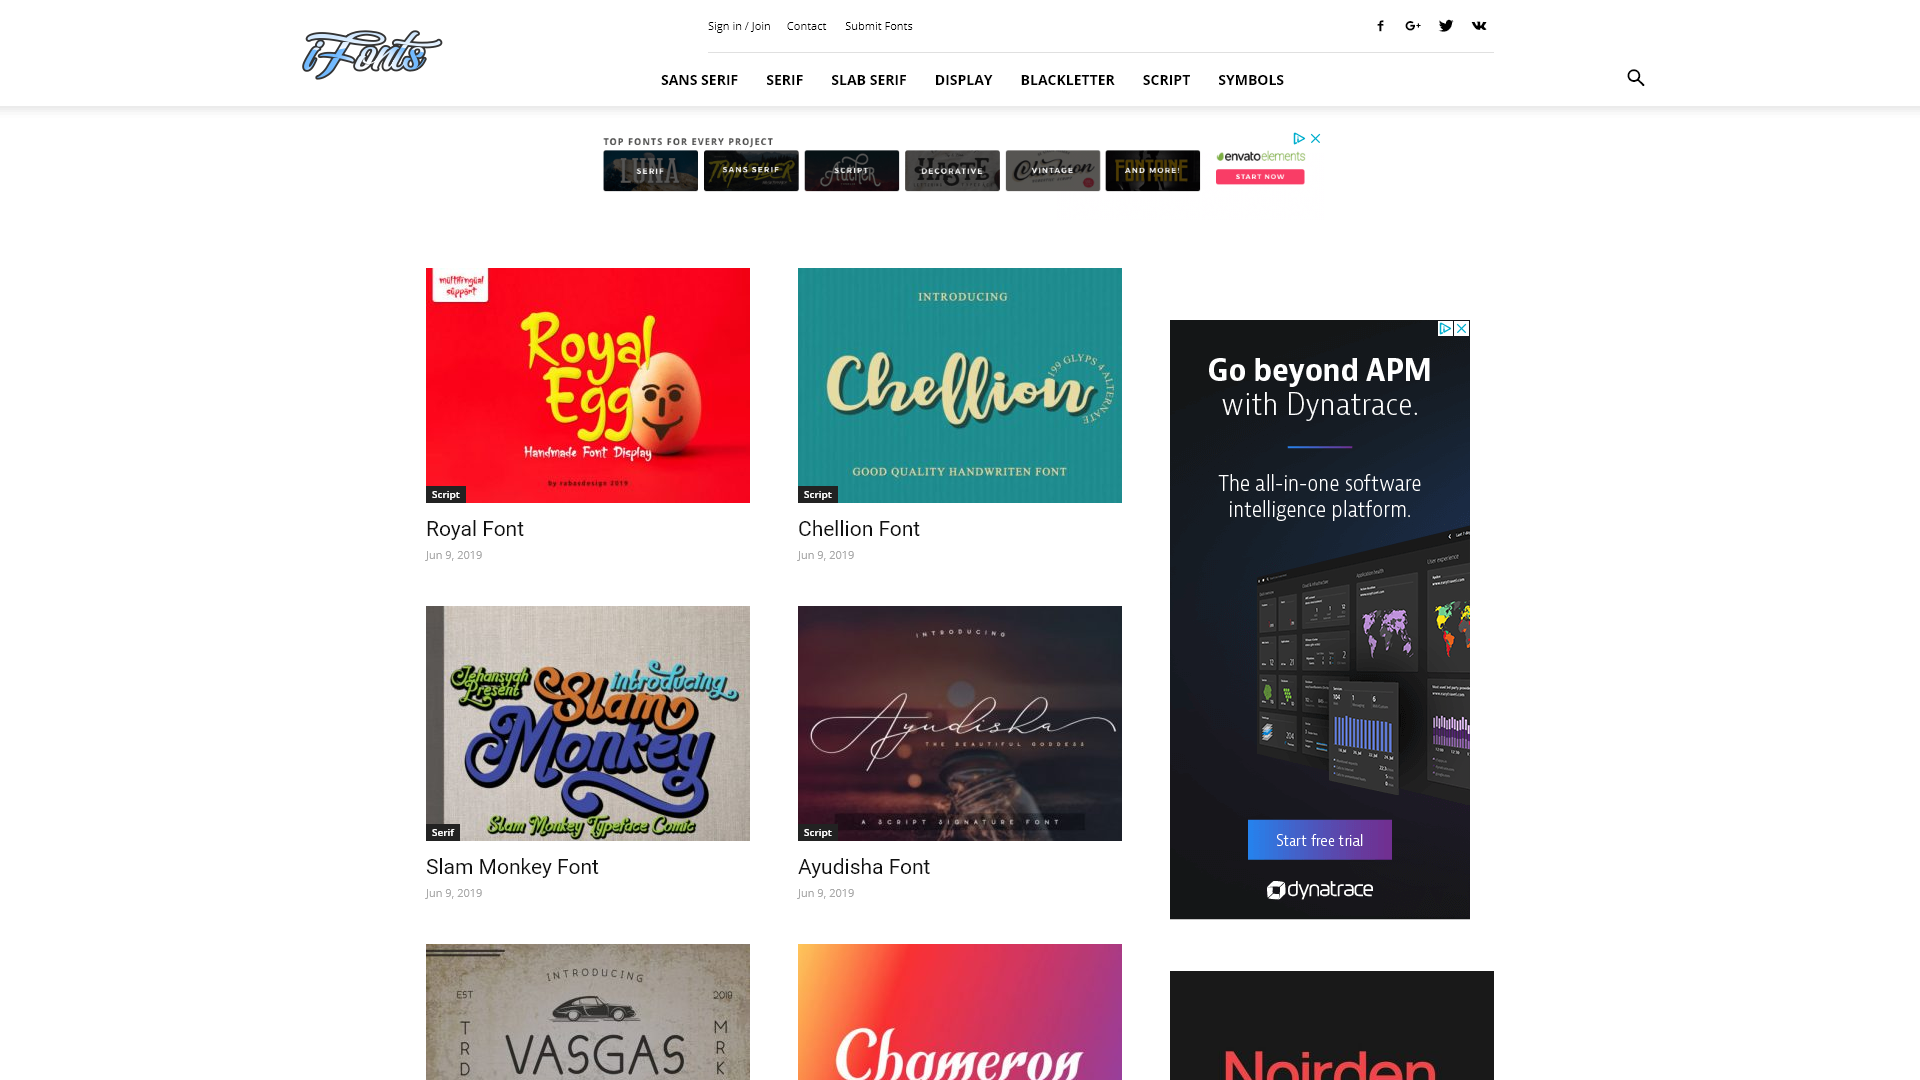 iFonts
Sign in / Join
Contact
Submit Fonts
SANS SERIF
SERIF
SLAB SERIF
DISPLAY
BLACKLETTER
SCRIPT
SYMBOLS
TOP FONTS FOR EVERY PROJECT
SERIF
SANS SERIF
SCRIPT
DECORATIVE
VINTAGE
AND MORE!
envatoelements
START NOW
multilingual
support
Royal
Egg
Handmade Font Display
by robasdesign 2019
Script
Royal Font
Jun 9, 2019
INTRODUCING
Chellion
199 GLYPS 4 ALTERNATE
GOOD QUALITY HANDWRITEN FONT
Script
Chellion Font
Jun 9, 2019
Go beyond APM
with Dynatrace.
The all-in-one software
intelligence platform.
Start free trial
dynatrace
Jehansyah
Present
introducing
Slam
Monkey
Slam Monkey Typeface Comic
Serif
Slam Monkey Font
Jun 9, 2019
INTRODUCING
Ayudisha
THE BEAUTIFUL GODDESS
A SCRIPT SIGNATURE FONT
Script
Ayudisha Font
Jun 9, 2019
INTRODUCING
EST
2018
TRD
MRK
VASGAS
Chameron
Noirden